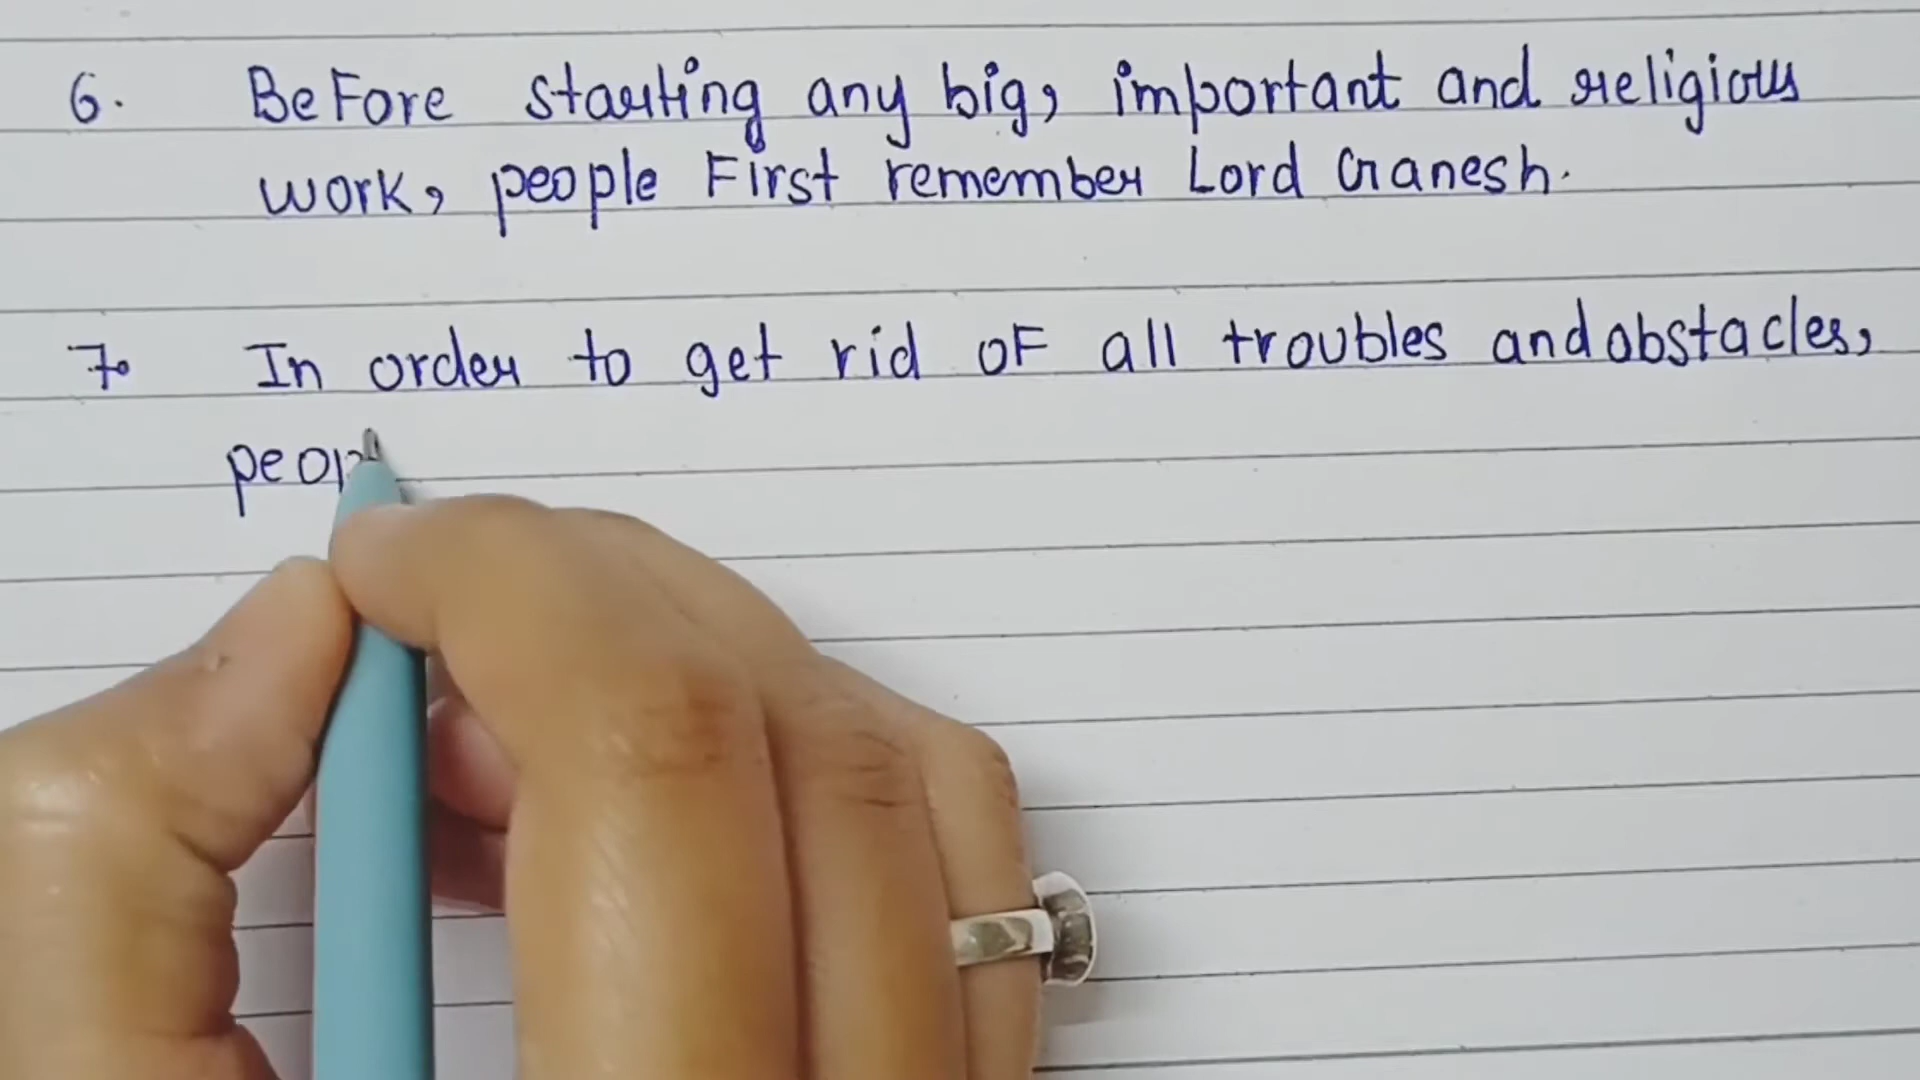 6. Before starting any big, important and religious
work, people First remember Lord Ganesh.
7. In order to get rid of all troubles and obstacles,
peop